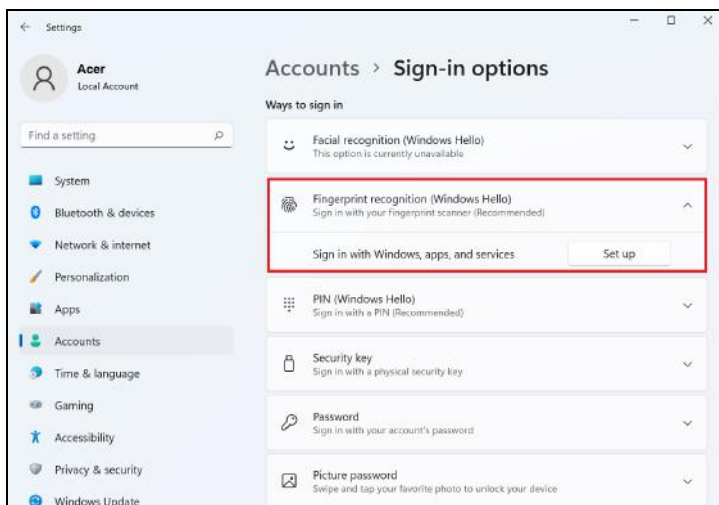 Settings
Acer
Local Account
Find a setting
System
Bluetooth & devices
Network & internet
Personalization
Apps
Accounts
Time & language
Gaming
Accessibility
Privacy & security
Windows Update
Accounts > Sign-in options
Ways to sign in
Facial recognition (Windows Hello)
This option is currently unavailable
Fingerprint recognition (Windows Hello)
Sign in with your fingerprint scanner (Recommended)
Sign in with Windows, apps, and services
Set up
PIN (Windows Hello)
Sign in with a PIN (Recommended)
Security key
Sign in with a physical security key
Password
Sign in with your account's password
Picture password
Swipe and tap your favorite photo to unlock your device